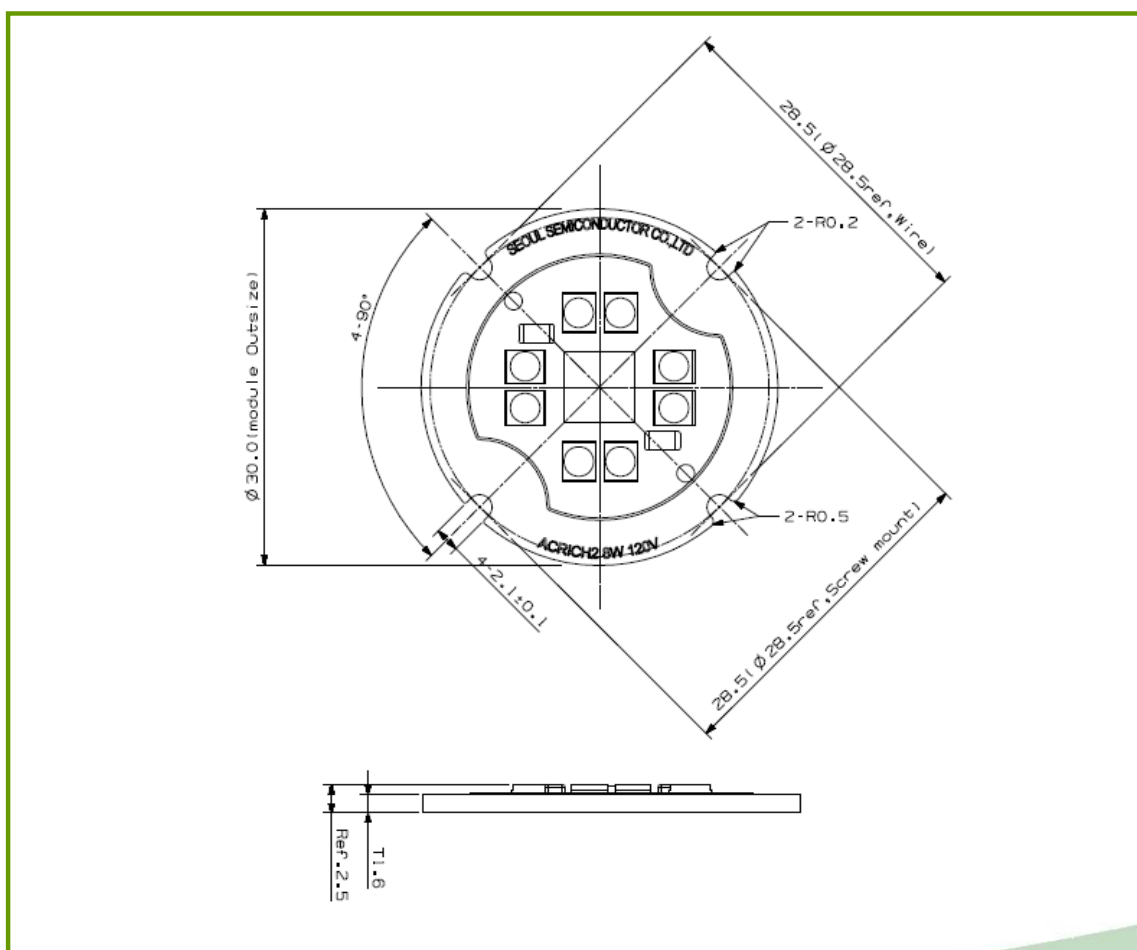 28.5(Ø28.5ref,Wire)
2-R0.2
SEOUL SEMICONDUCTOR CO.,LTD
4-90°
Ø30.0(module Outsize)
2-R0.5
ACRICH2.8W 120V
4-2.1±0.1
28.5(Ø28.5ref,Screw mount)
T1.6
Ref.2.5